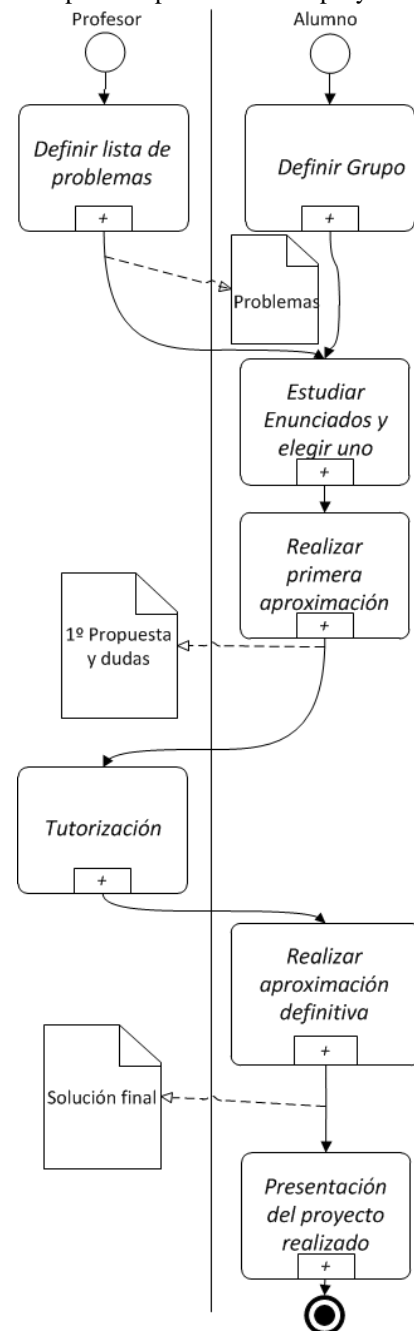 Profesor
Alumno
Definir lista de
problemas
+
Definir Grupo
+
Problemas
Estudiar
Enunciados y
elegir uno
+
Realizar
primera
aproximación
+
1º Propuesta
y dudas
Tutorización
+
Realizar
aproximación
definitiva
+
Solución final
Presentación
del proyecto
realizado
+